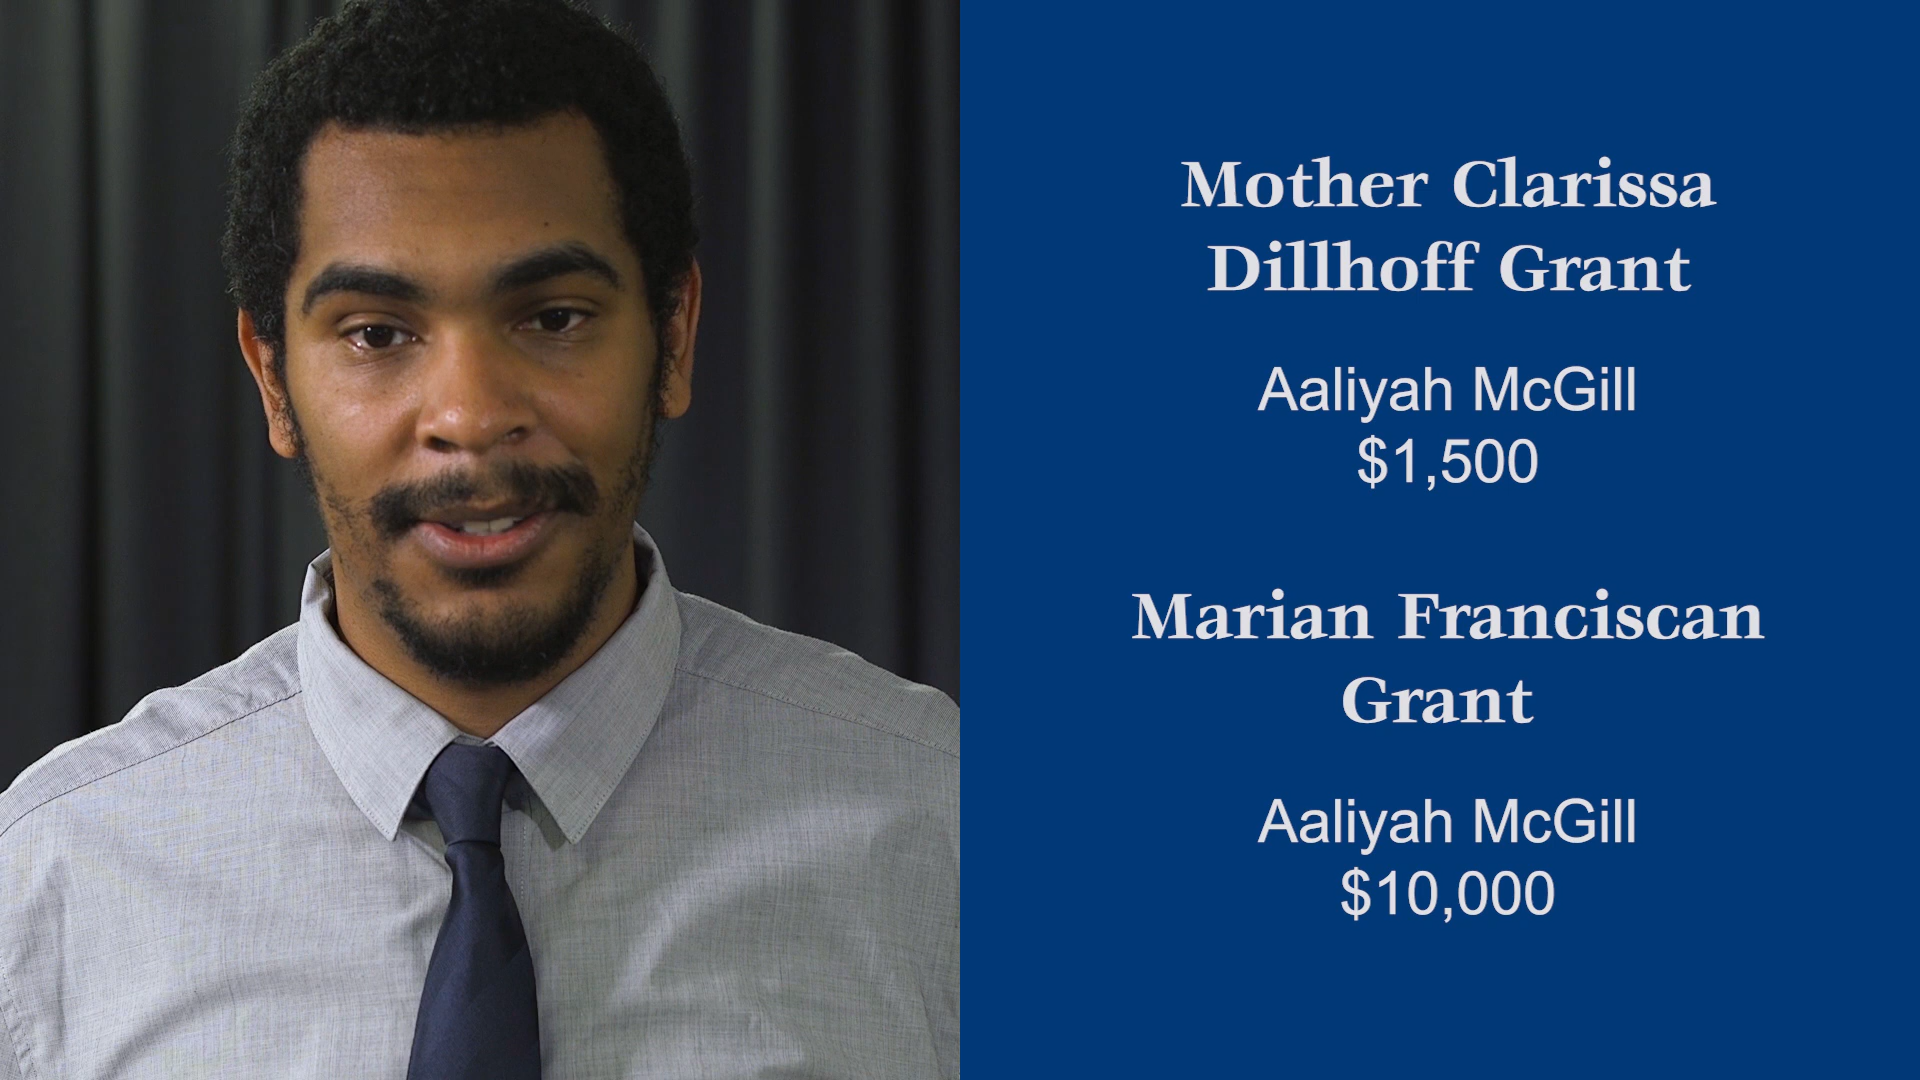 Mother Clarissa
Dillhoff Grant
Aaliyah McGill
$1,500
Marian Franciscan
Grant
Aaliyah McGill
$10,000